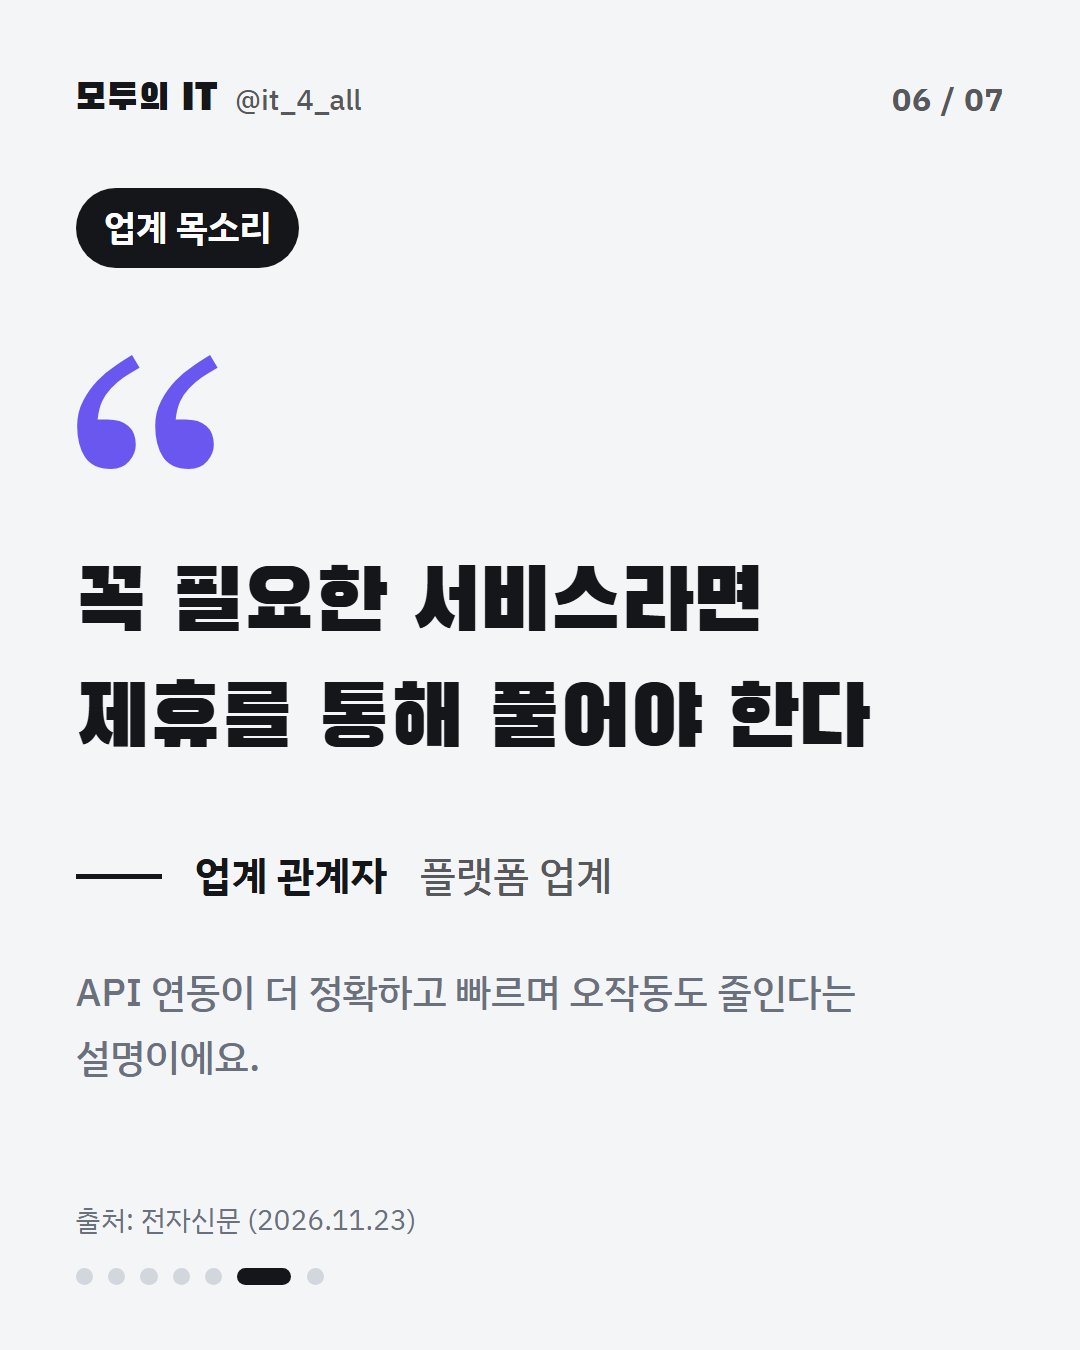 모두의 IT @it_4_all
06 / 07
업계 목소리
“
꼭 필요한 서비스라면
제휴를 통해 풀어야 한다
업계 관계자 플랫폼 업계
API 연동이 더 정확하고 빠르며 오작동도 줄인다는
설명이에요.
출처: 전자신문 (2026.11.23)